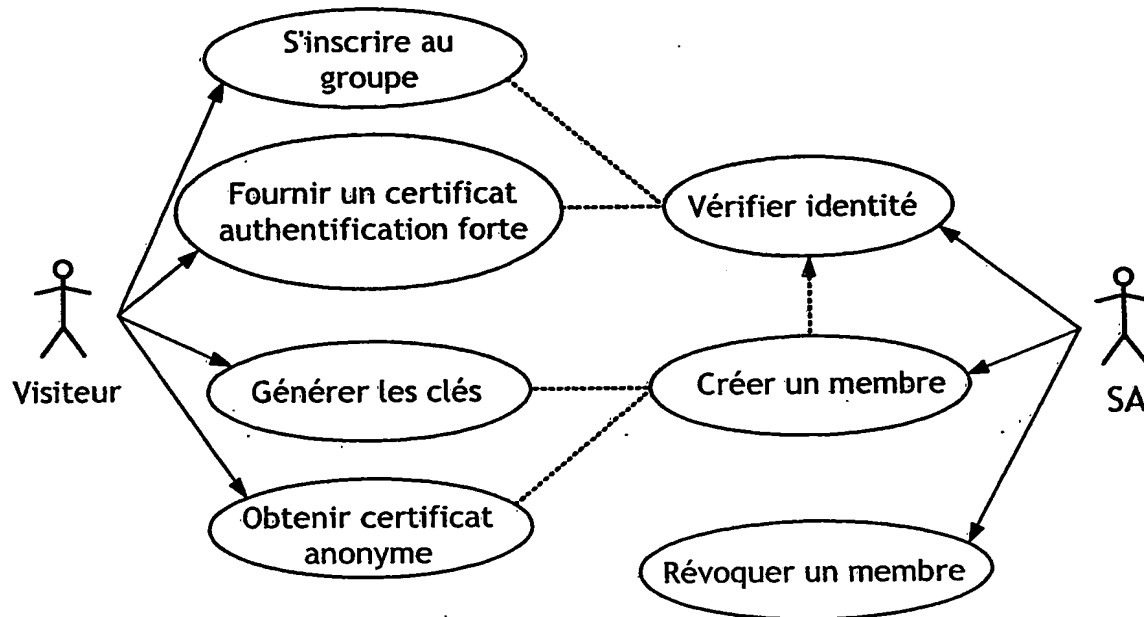 S'inscrire au
groupe
Fournir un certificat
authentification forte
Vérifier identité
Visiteur
Générer les clés
Créer un membre
SA
Obtenir certificat
anonyme
Révoquer un membre